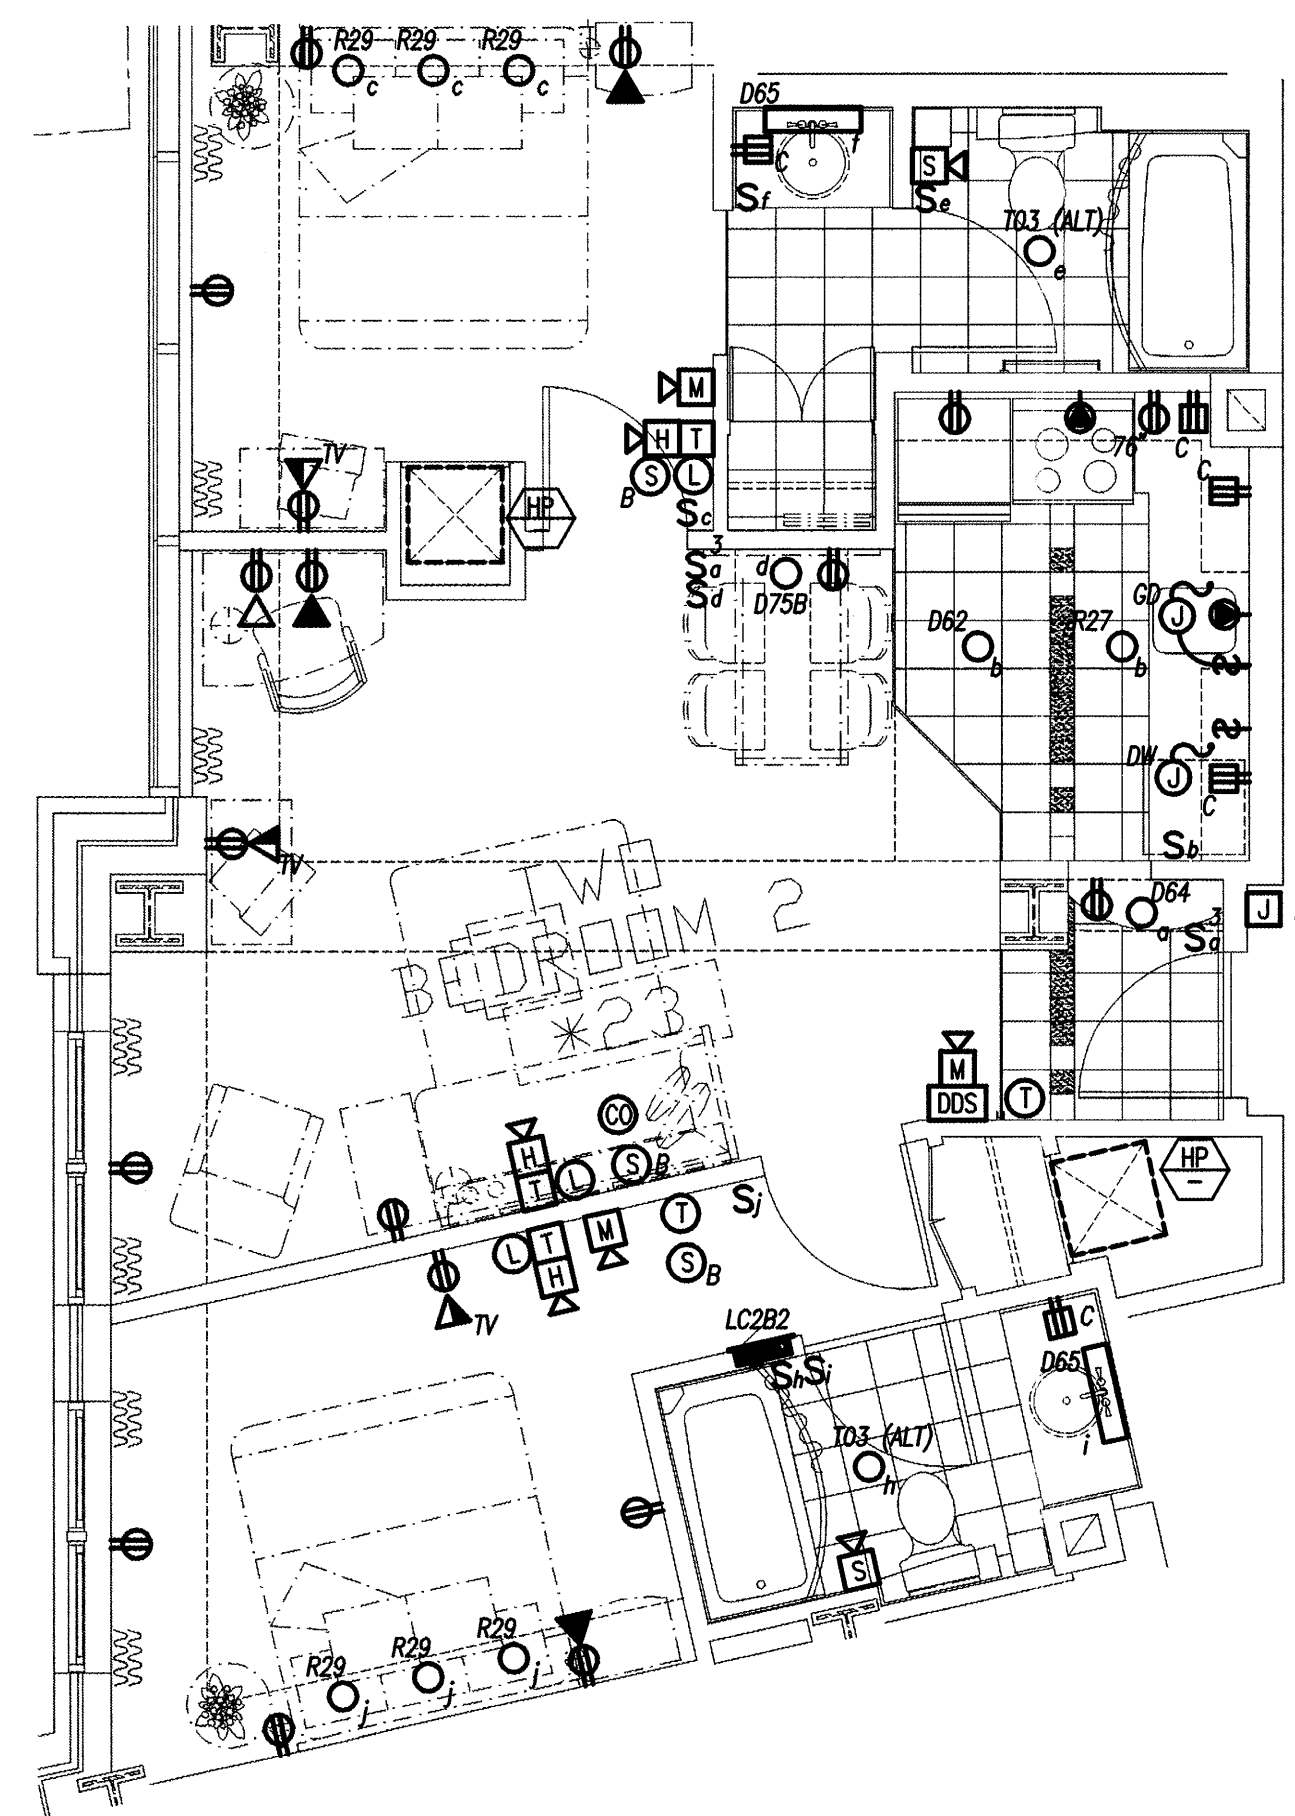 R29 R29 R29
c c c
D65
C f
S
Sf Se
T03 (ALT)
e
M
H T
S L
B
Sc
TV
HP
–
76"
C
C
3
Sa
Sd
d
D75B
D62
b
R27
b
GD
J
S
S
DW
J
C
Sb
TV
TWO
BEDROOM 2
*23
D64
a
3
Sa
J
M
DDS T
CO
H
T L S B
Sj
HP
–
L T M T
H S B
TV
LC2B2
Sh Si
C
D65
i
T03 (ALT)
h
S
R29 R29 R29
j j j